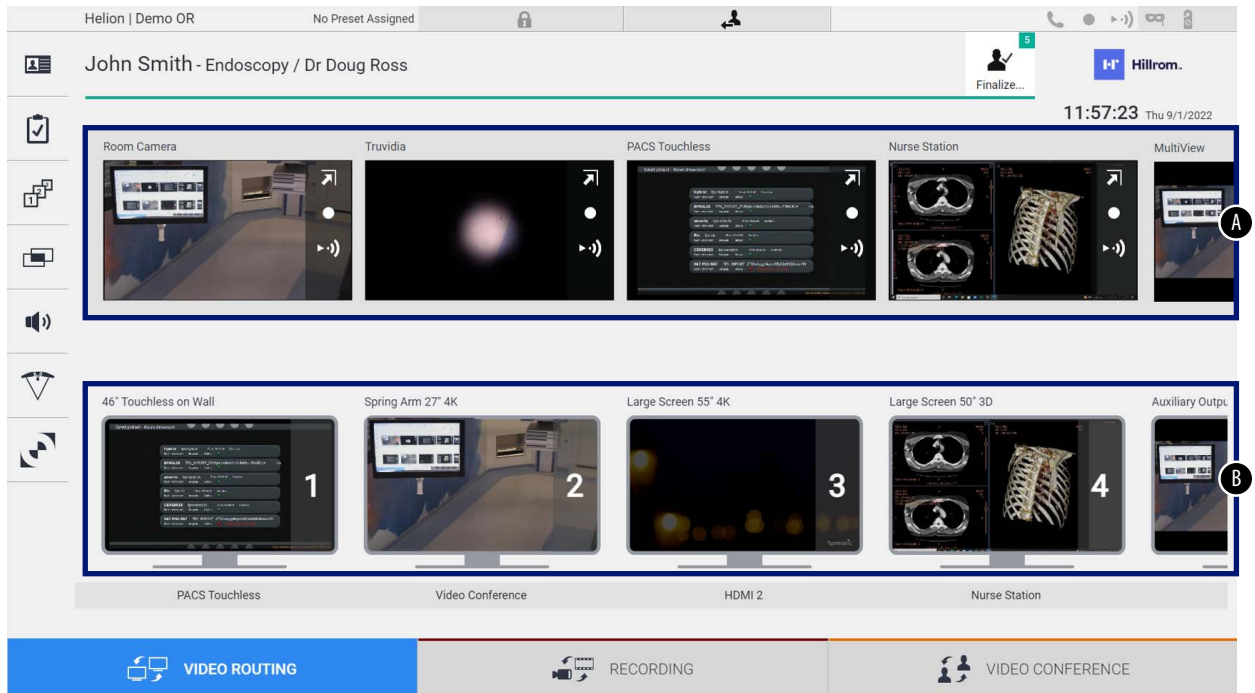 Helion | Demo OR
No Preset Assigned
John Smith - Endoscopy / Dr Doug Ross
5
Finalize...
Hillrom
11:57:23 Thu 9/1/2022
Room Camera
Truvidia
PACS Touchless
Nurse Station
MultiView
A
46" Touchless on Wall
Spring Arm 27" 4K
Large Screen 55" 4K
Large Screen 50" 3D
Auxiliary Outpu
1
2
3
4
B
PACS Touchless
Video Conference
HDMI 2
Nurse Station
VIDEO ROUTING
RECORDING
VIDEO CONFERENCE